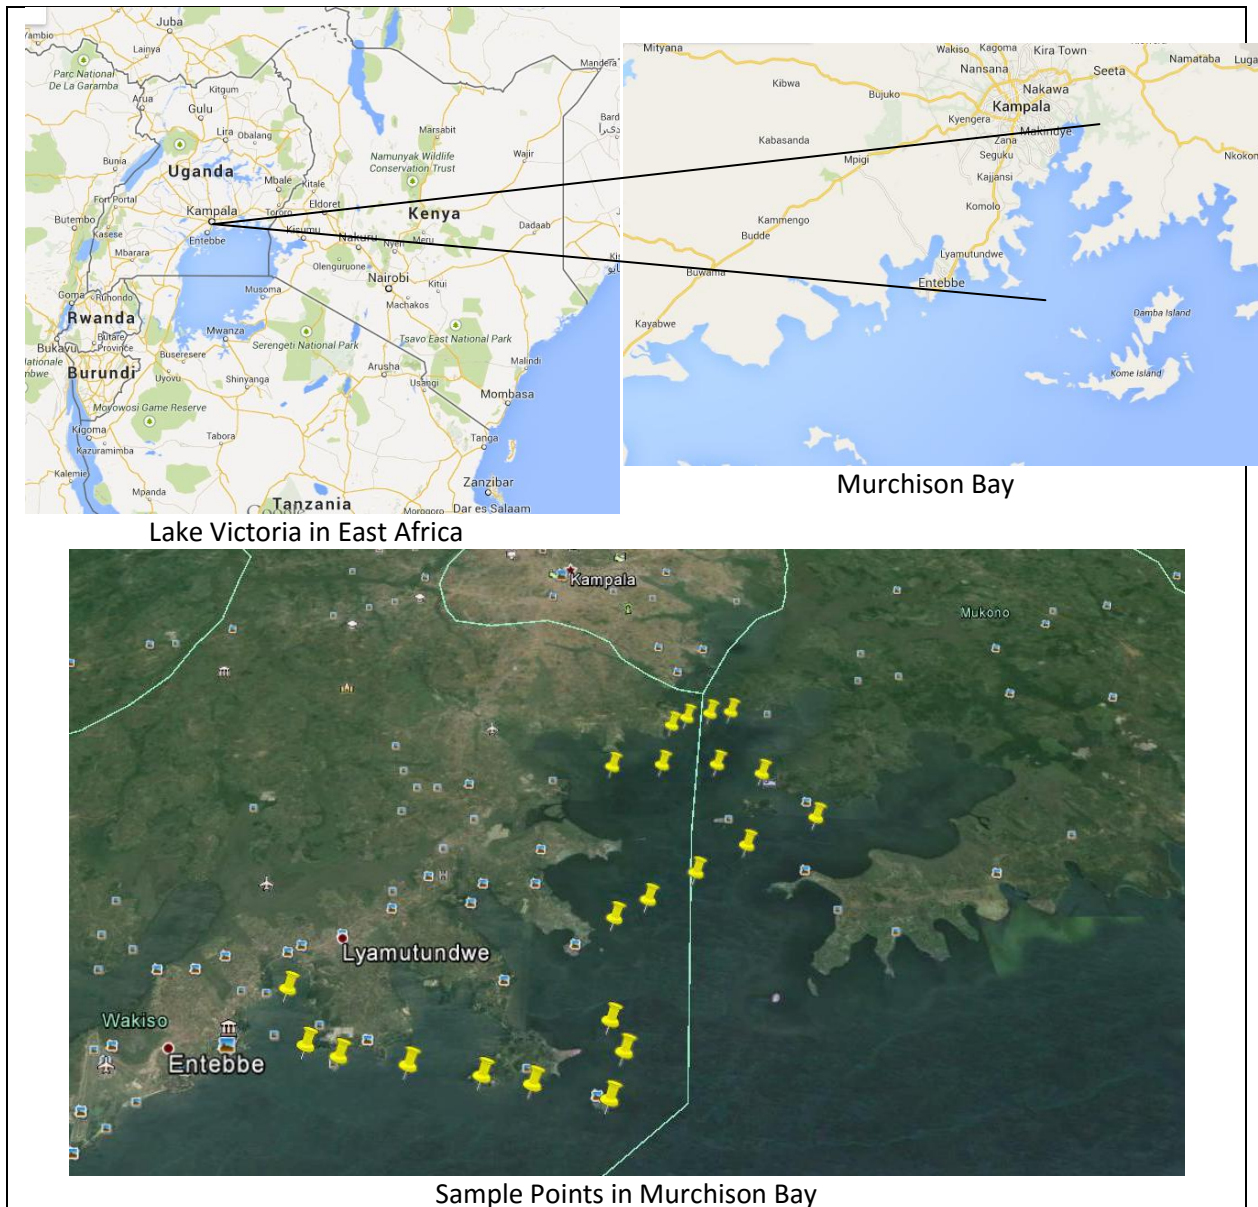 Juba
Yambio
Lainya
Parc National
De La Garamba
Kitgum
Arua
Gulu
Lira
Obalang
Mandera
Marsabit
Bunia
Uganda
Namunyak Wildlife
Conservation Trust
Wajir
Mbale
Kitale
Fort Portal
Eldoret
Kampala
Tororo
Kenya
Butembo
Kasese
Entebbe
Kisumu
Nakuru
Nyeri
Meru
Dadaab
Mbarara
Olenguruone
Nairobi
Kitui
Goma
Ruhondo
Musoma
Machakos
Rwanda
Butare
Province
Mwanza
Bukavu
Serengeti National Park
Tsavo East National Park
Buseresere
Burundi
Uyovu
Shinyanga
Arusha
Usangi
Malindi
Moyowosi Game Reserve
Mombasa
Kigoma
Kazuramimba
Tabora
Tanga
Kalemie
Mpanda
Zanzibar
Tanzania
Morogoro
Dar es Salaam
Mityana
Wakiso
Kagoma
Kira Town
Namataba
Nansana
Seeta
Kibwa
Bujuko
Nakawa
Kampala
Kyengera
Makindye
Kabasanda
Zana
Mpigi
Seguku
Kajjansi
Kammengo
Komolo
Budde
Lyamutundwe
Buwama
Entebbe
Damba Island
Kayabwe
Kome Island
Murchison Bay
Lake Victoria in East Africa
Kampala
Mukono
Lyamutundwe
Wakiso
Entebbe
Sample Points in Murchison Bay